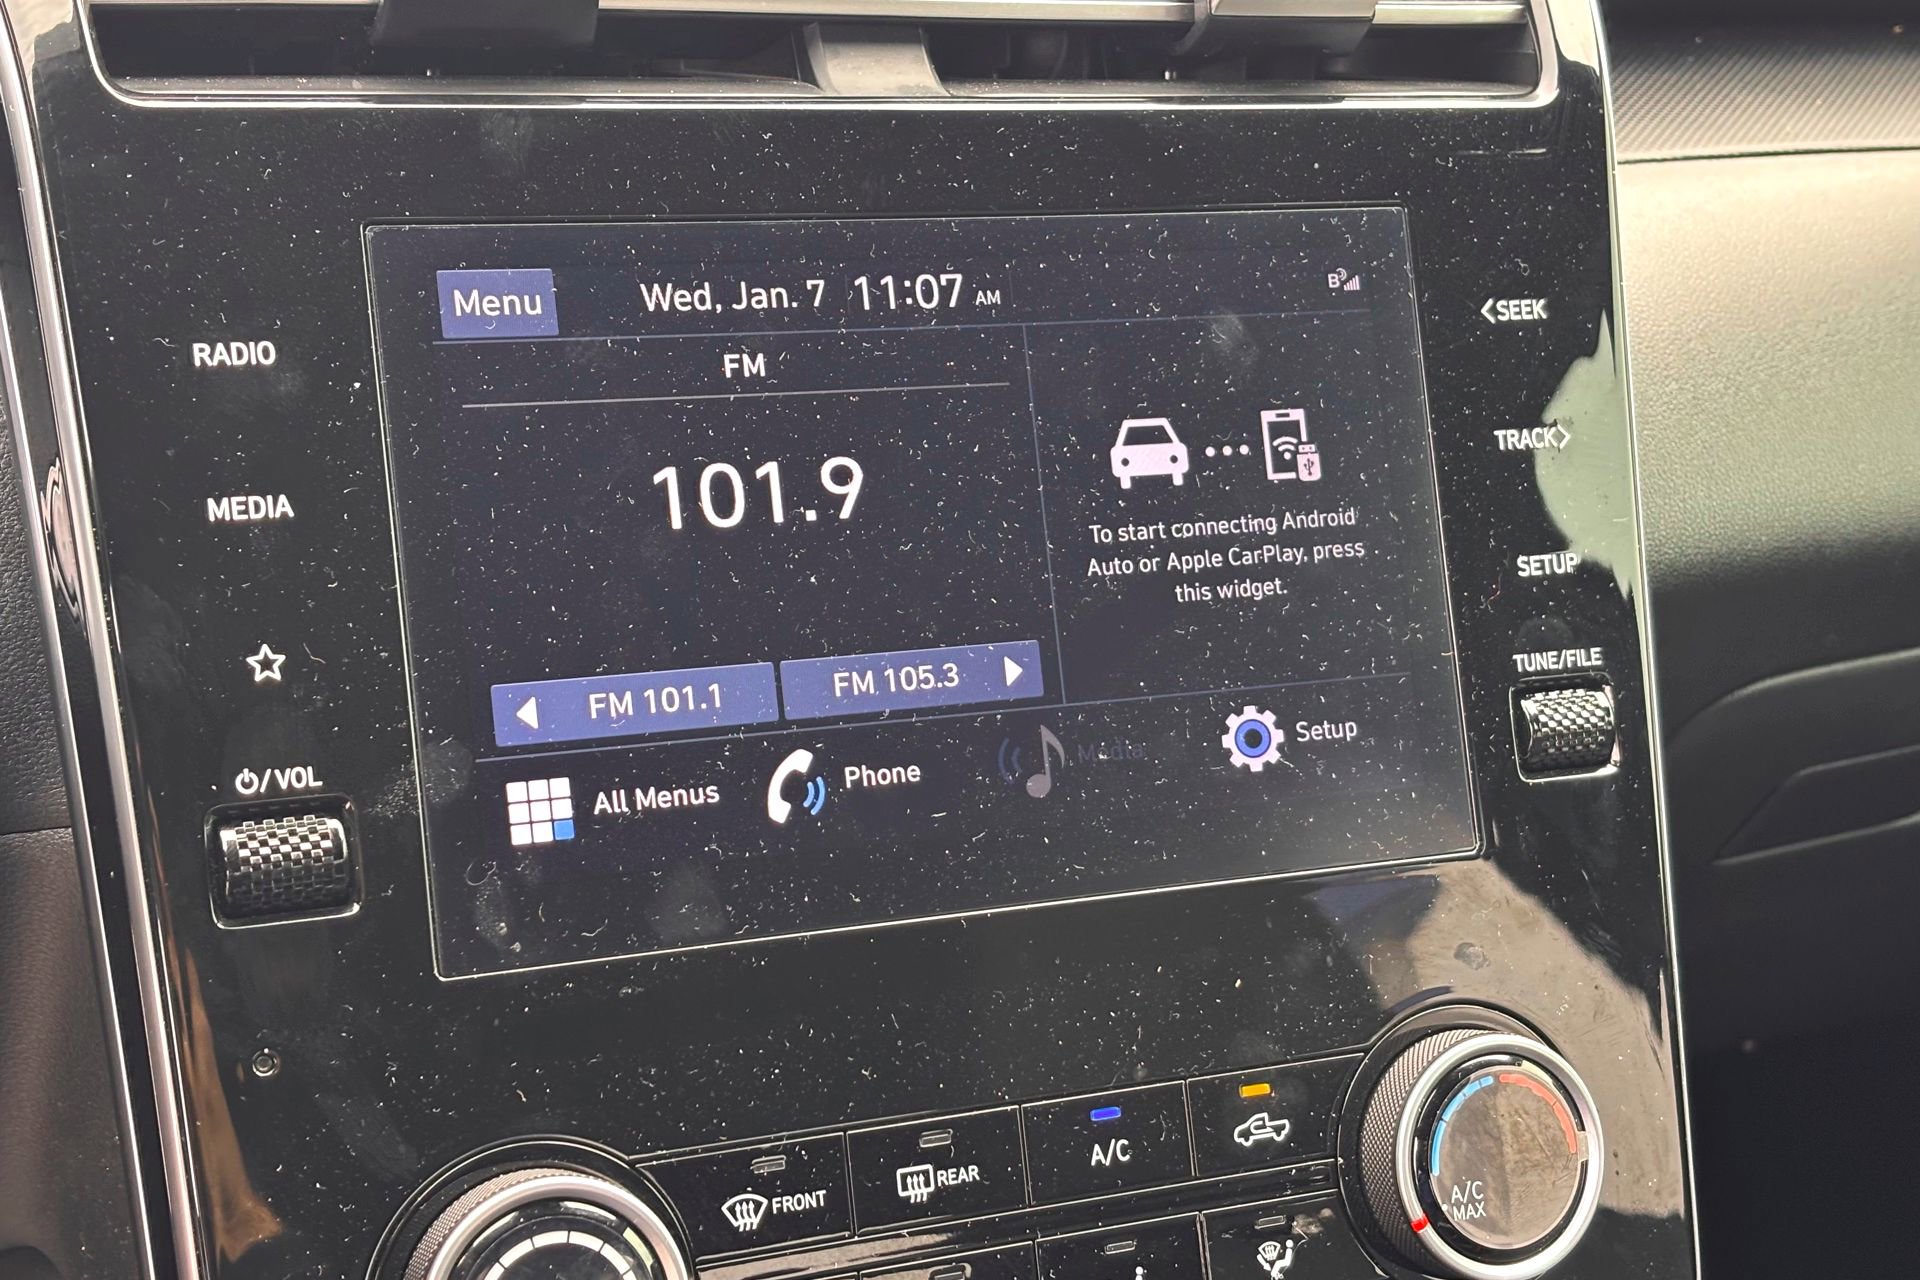 Menu
Wed, Jan. 7 11:07 AM
B
FM
101.9
FM 101.1
FM 105.3
To start connecting Android
Auto or Apple CarPlay, press
this widget.
All Menus
Phone
Media
Setup
RADIO
MEDIA
/VOL
<SEEK
TRACK>
SETUP
TUNE/FILE
FRONT
REAR
A/C
A/C
MAX